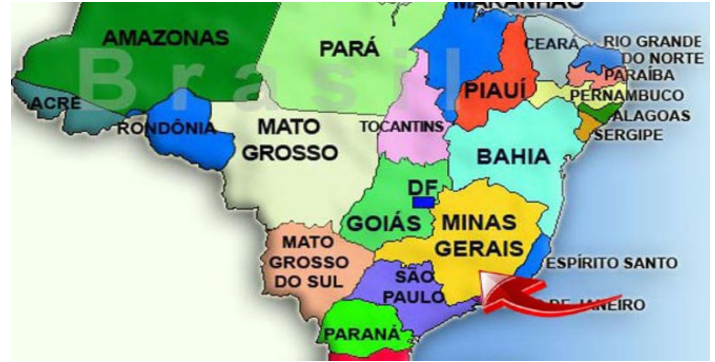 MARANHÃO
AMAZONAS
PARÁ
CEARÁ
RIO GRANDE
DO NORTE
Brasil
PARAÍBA
PIAUÍ
PERNAMBUCO
ACRE
ALAGOAS
RONDÔNIA
MATO
GROSSO
TOCANTINS
SERGIPE
BAHIA
DF
GOIÁS
MINAS
GERAIS
MATO
GROSSO
DO SUL
SÃO
PAULO
ESPÍRITO SANTO
DE JANEIRO
PARANÁ